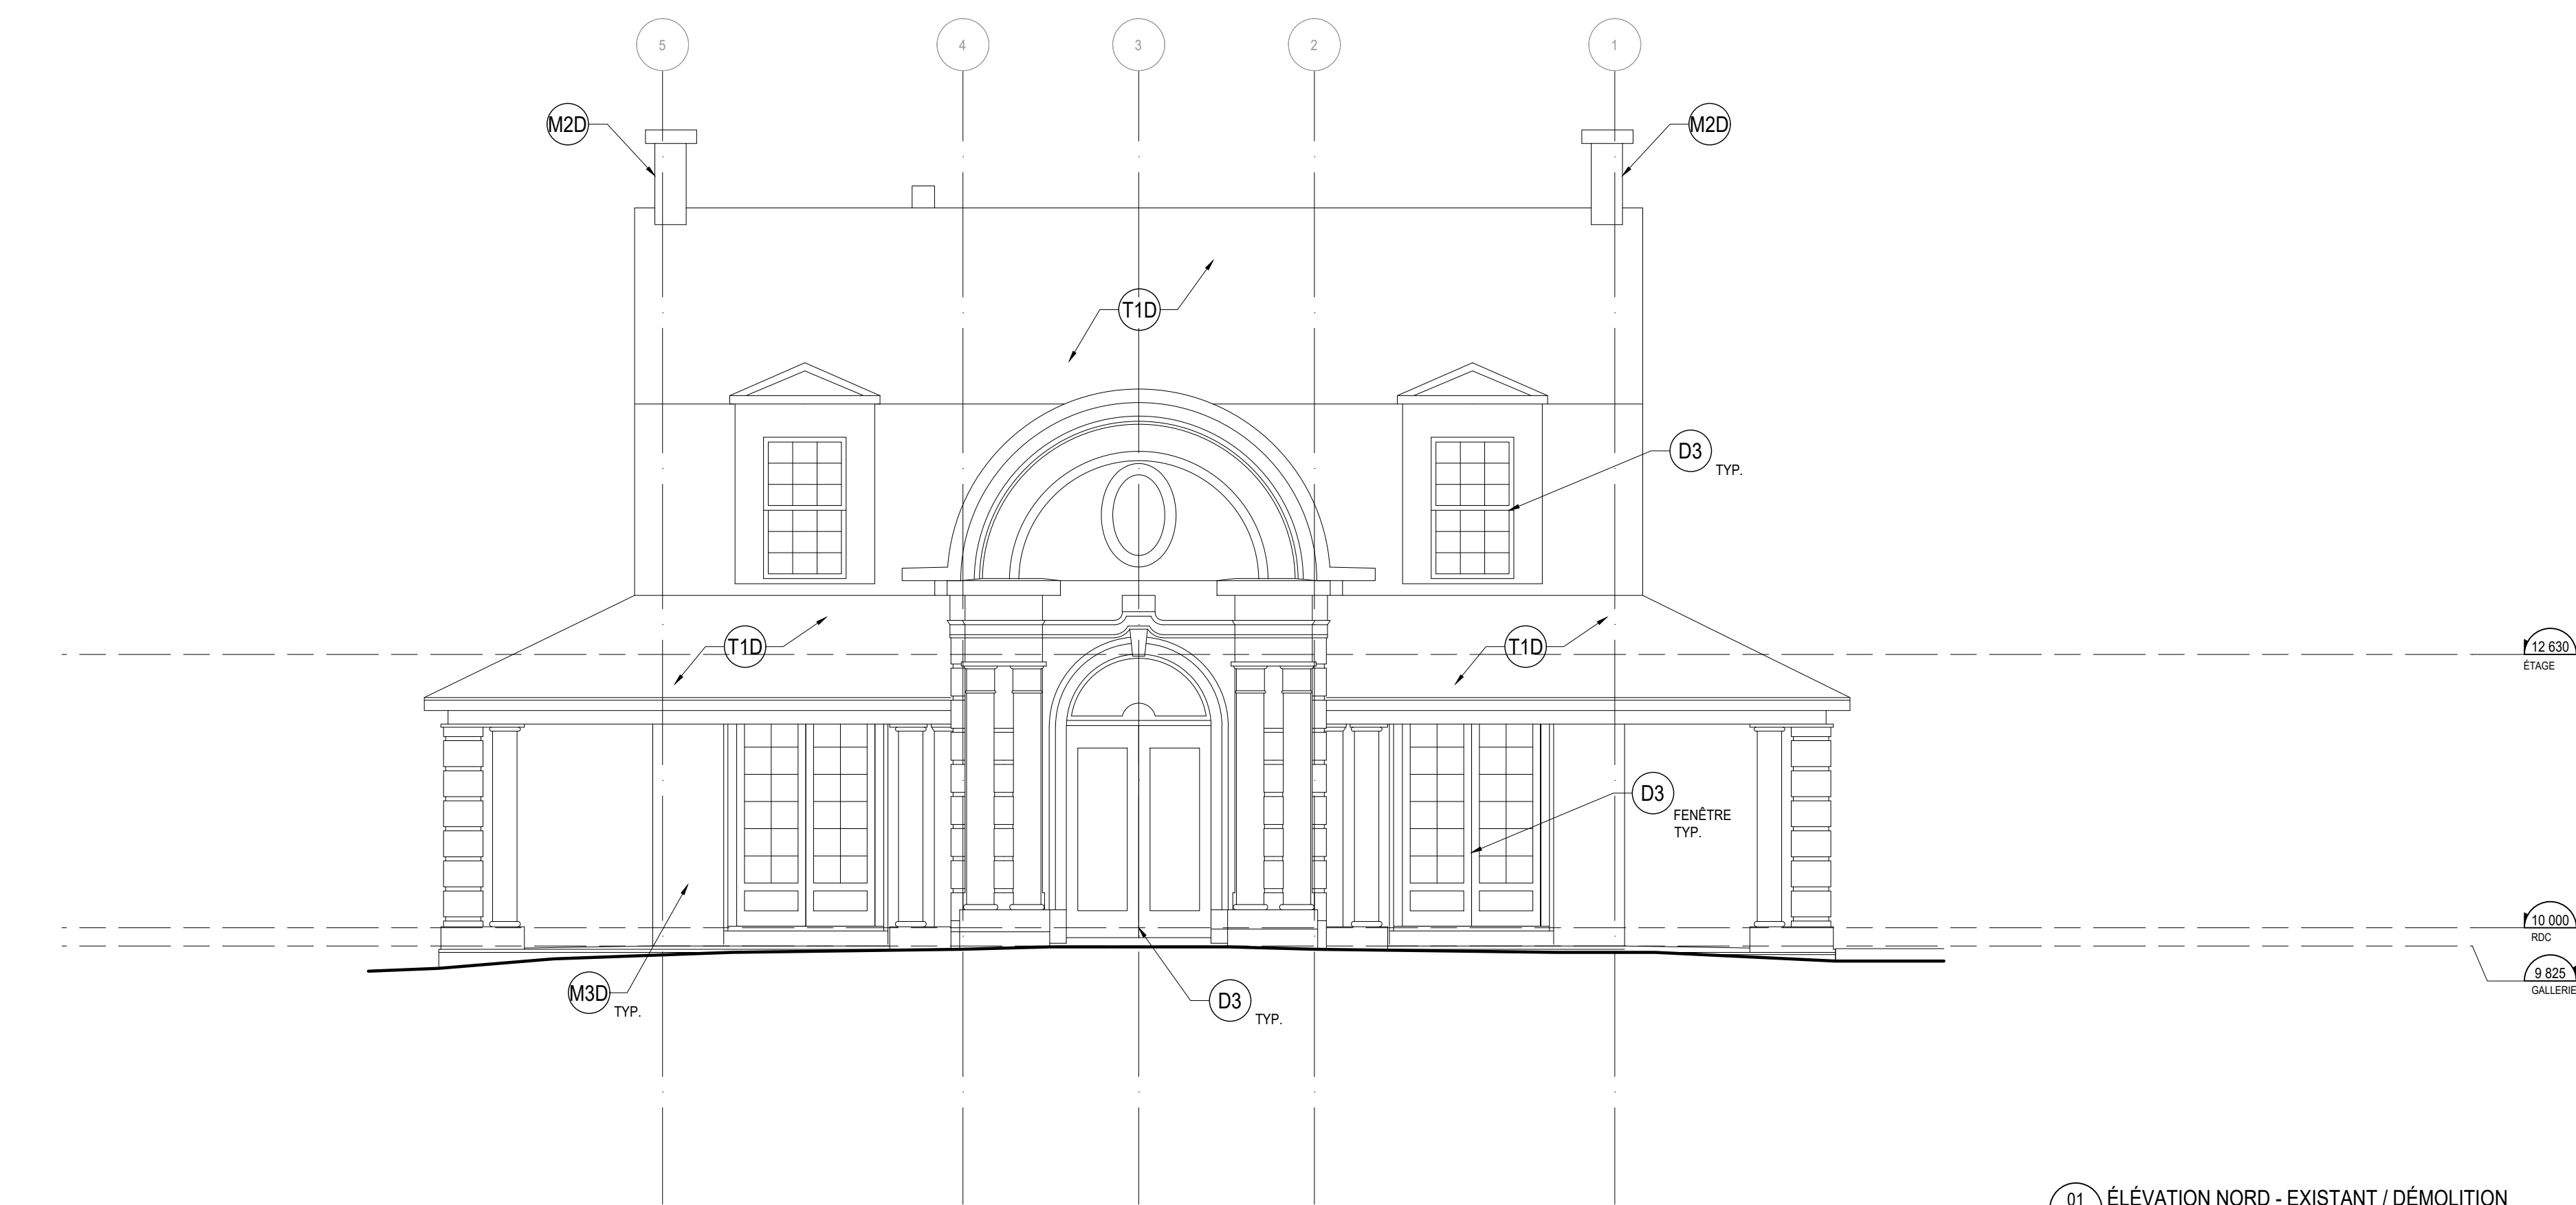 5 4 3 2 1
M2D M2D
T1D
D3
TYP.
T1D T1D
12 630
ÉTAGE
D3
FENÊTRE
TYP.
10 000
RDC
9 825
GALLERIE
M3D
TYP.
D3
TYP.
01 ÉLÉVATION NORD - EXISTANT / DÉMOLITION